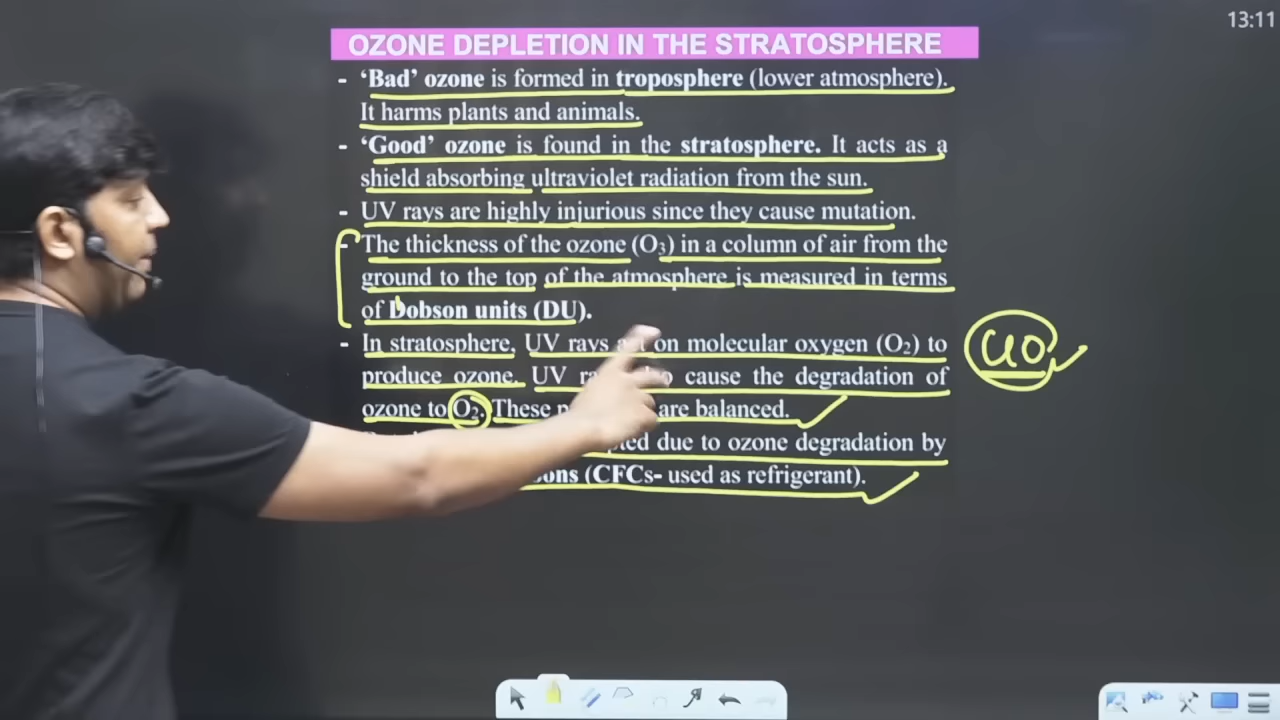 13:11
OZONE DEPLETION IN THE STRATOSPHERE
- ‘Bad’ ozone is formed in troposphere (lower atmosphere).
It harms plants and animals.
- ‘Good’ ozone is found in the stratosphere. It acts as a
shield absorbing ultraviolet radiation from the sun.
- UV rays are highly injurious since they cause mutation.
- The thickness of the ozone (O₃) in a column of air from the
ground to the top of the atmosphere is measured in terms
of Dobson units (DU).
- In stratosphere, UV rays on molecular oxygen (O₂) to
produce ozone. UV cause the degradation of
ozone to O₂. These are balanced.
due to ozone degradation by
(CFCs- used as refrigerant).